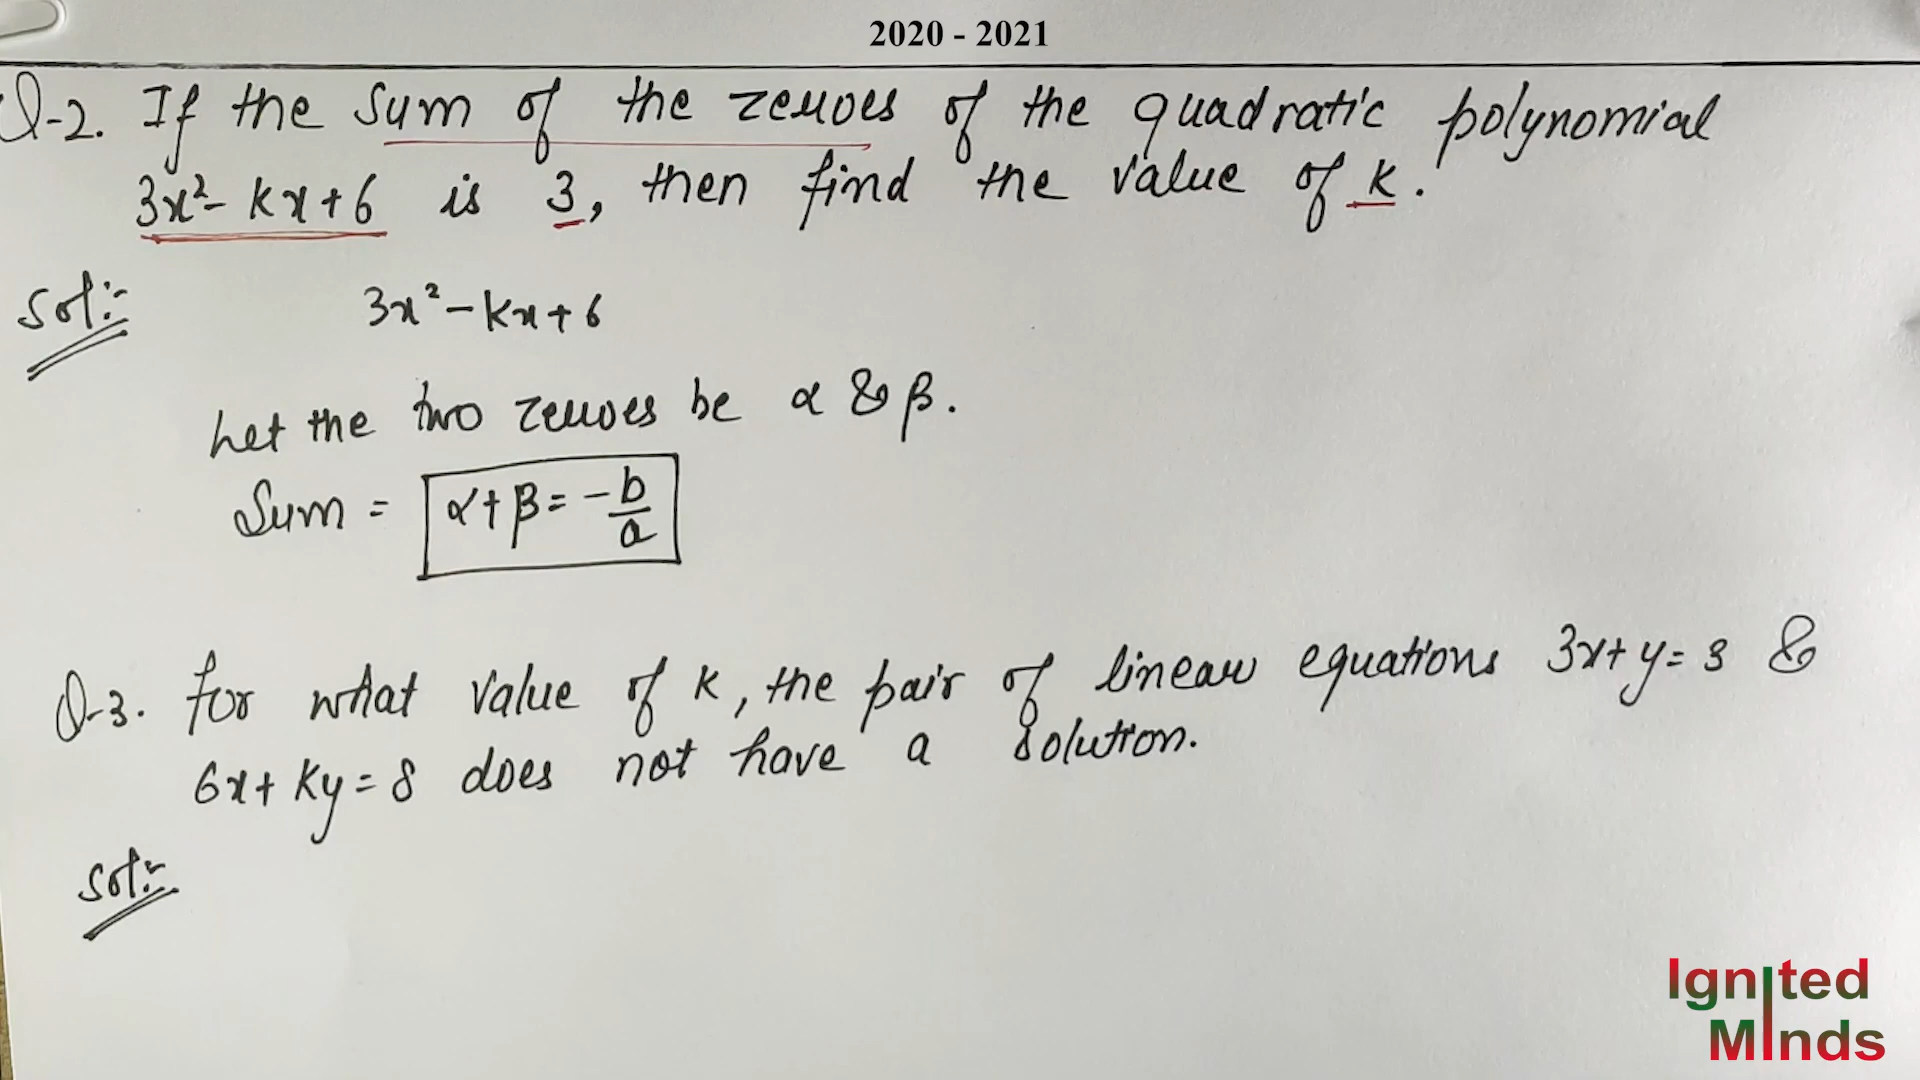 2020 - 2021
Q-2. If the sum of the zeroes of the quadratic polynomial
3x² - kx + 6 is 3, then find the value of k.
Sol:-
3x² - kx + 6
Let the two zeroes be α & β.
Sum = α + β = -b/a
Q-3. For what value of k, the pair of linear equations 3x + y = 3 &
6x + ky = 8 does not have a solution.
Sol:-
Ignited
Minds